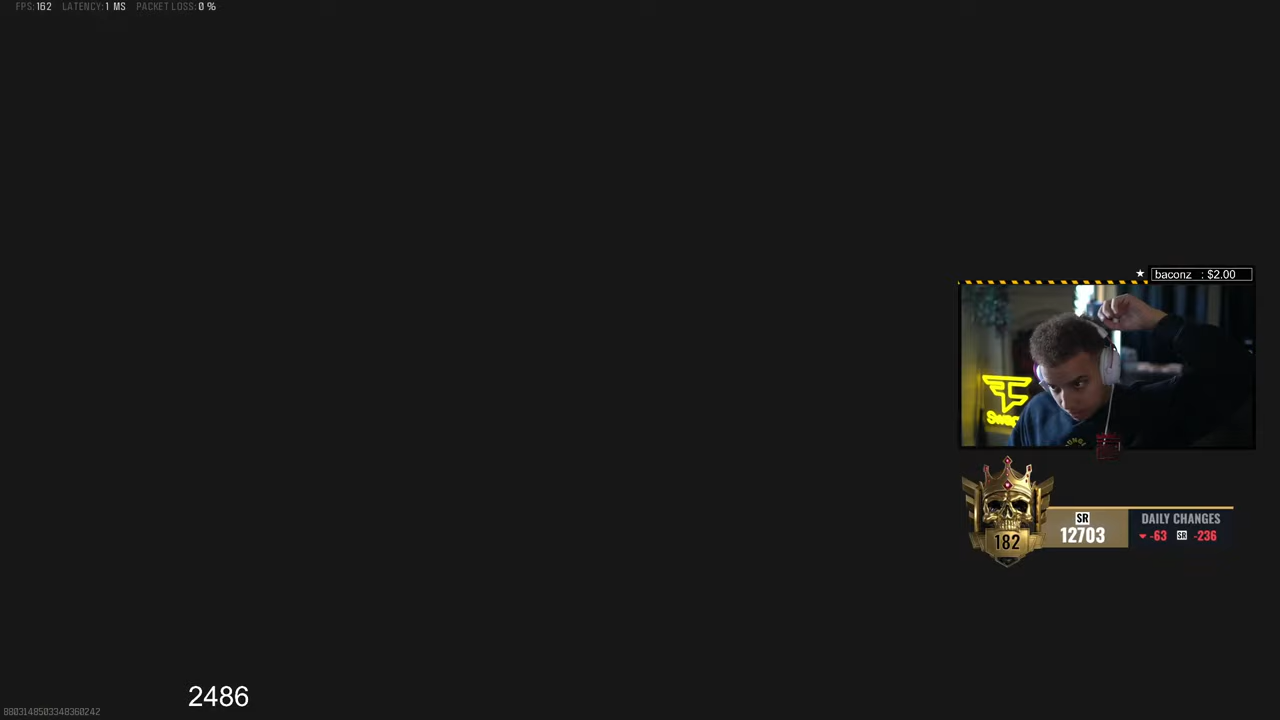 FPS:162 LATENCY:1 MS PACKET LOSS:0 %
★ baconz : $2.00
182
SR
12703
DAILY CHANGES
-63 SR -236
2486
8803148503348360242